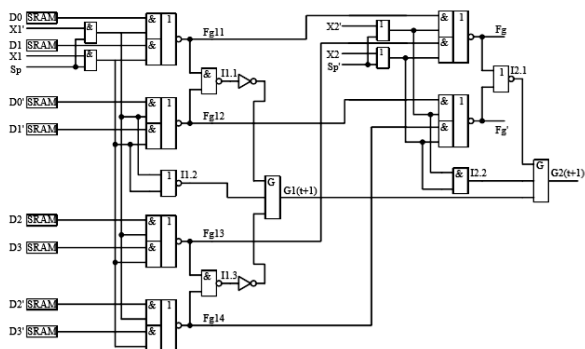 D0 SRAM & 1 Fg11
X1' &
D1 SRAM &
X1 &
Sp
& I1.1
D0' SRAM & 1 Fg12
D1' SRAM &
1 I1.2
G G1(t+1)
D2 SRAM & 1 Fg13
D3 SRAM &
& I1.3
D2' SRAM & 1 Fg14
D3' SRAM &
X2' 1 & 1 Fg
X2 1 &
Sp'
1 I2.1
& 1 Fg'
&
& I2.2
G G2(t+1)